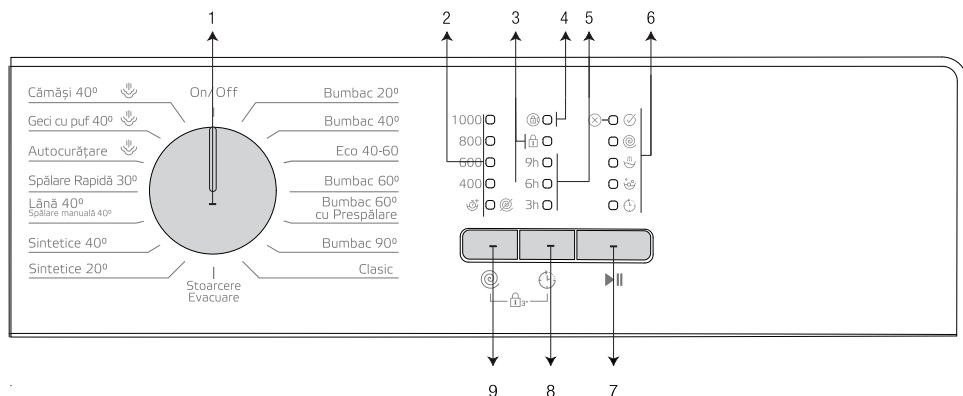 1 2 3 4 5 6
On/Off
Cămăși 40º
Geci cu puf 40º
Autocurățare
Spălare Rapidă 30º
Lână 40º
Spălare manuală 40º
Sintetice 40º
Sintetice 20º
Stoarcere
Evacuare
Bumbac 20º
Bumbac 40º
Eco 40-60
Bumbac 60º
Bumbac 60º
cu Prespălare
Bumbac 90º
Clasic
1000
800
600
400
9h
6h
3h
3"
9 8 7